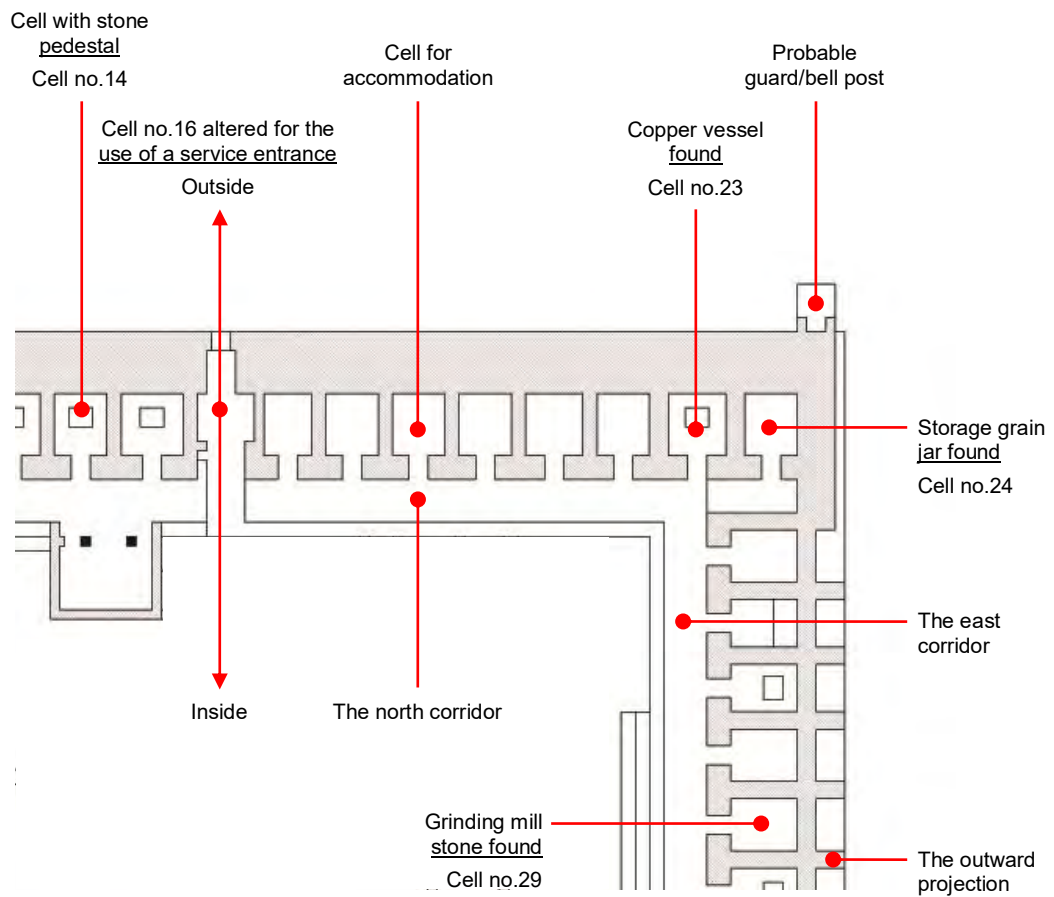 Cell with stone
pedestal
Cell no.14
Cell no.16 altered for the
use of a service entrance
Outside
Cell for
accommodation
Probable
guard/bell post
Copper vessel
found
Cell no.23
Storage grain
jar found
Cell no.24
The east
corridor
Inside
The north corridor
Grinding mill
stone found
Cell no.29
The outward
projection